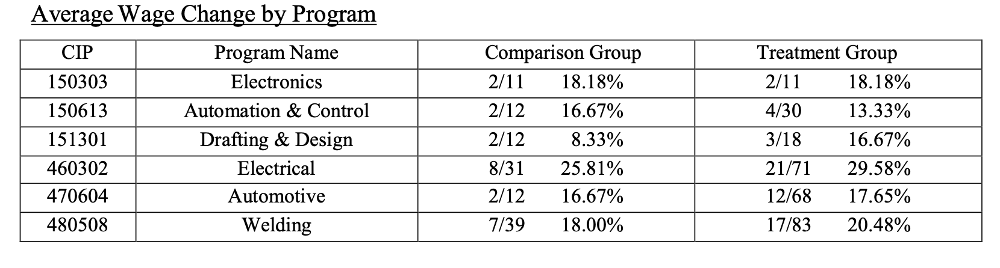 Average Wage Change by Program
CIP Program Name Comparison Group Treatment Group
150303 Electronics 2/11 18.18% 2/11 18.18%
150613 Automation & Control 2/12 16.67% 4/30 13.33%
151301 Drafting & Design 2/12 8.33% 3/18 16.67%
460302 Electrical 8/31 25.81% 21/71 29.58%
470604 Automotive 2/12 16.67% 12/68 17.65%
480508 Welding 7/39 18.00% 17/83 20.48%